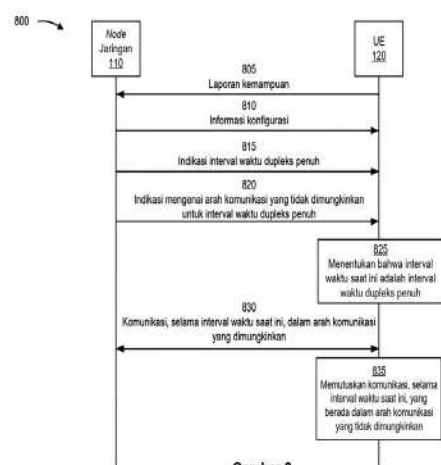 800
Node
Jaringan
110
UE
120
805
Laporan kemampuan
810
Informasi konfigurasi
815
Indikasi interval waktu dupleks penuh
820
Indikasi mengenai arah komunikasi yang tidak dimungkinkan
untuk interval waktu dupleks penuh
825
Menentukan bahwa interval
waktu saat ini adalah interval
waktu dupleks penuh
830
Komunikasi, selama interval waktu saat ini, dalam arah komunikasi
yang dimungkinkan
835
Memutuskan komunikasi, selama
interval waktu saat ini, yang
berada dalam arah komunikasi
yang tidak dimungkinkan